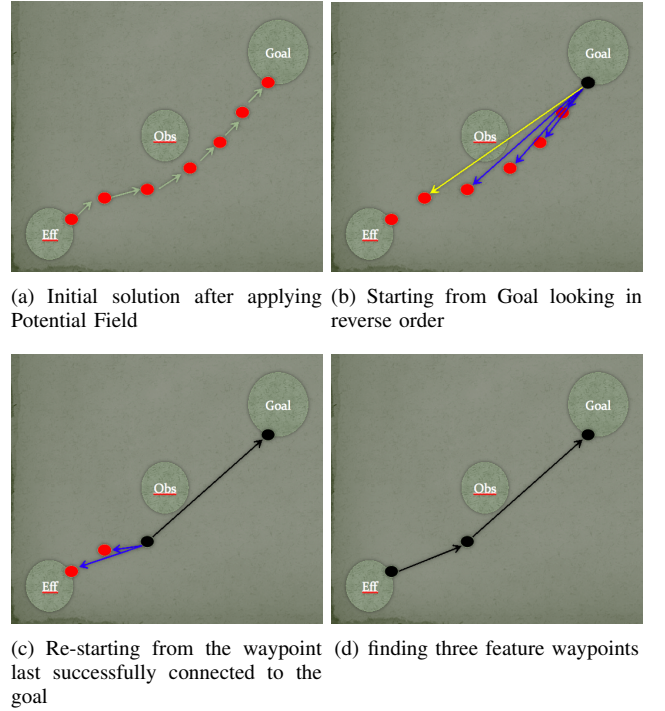 Goal
Obs
Eff
Goal
Obs
Eff
(a) Initial solution after applying
Potential Field
(b) Starting from Goal looking in
reverse order
Goal
Obs
Eff
Goal
Obs
Eff
(c) Re-starting from the waypoint
last successfully connected to the
goal
(d) finding three feature waypoints